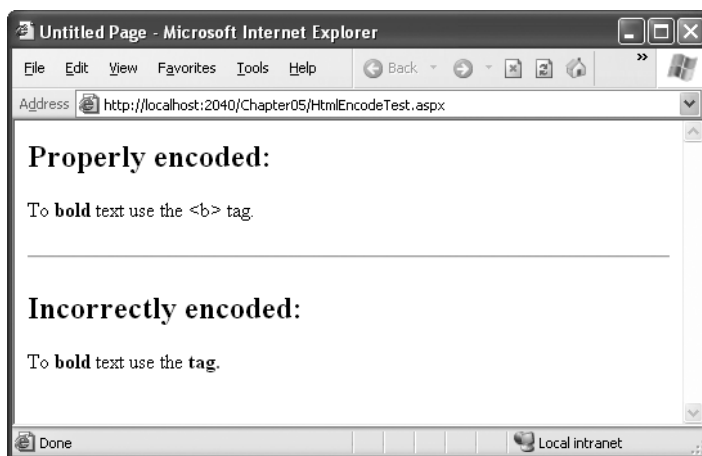 Untitled Page - Microsoft Internet Explorer
File Edit View Favorites Tools Help Back »
Address http://localhost:2040/Chapter05/HtmlEncodeTest.aspx
Properly encoded:
To bold text use the <b> tag.
Incorrectly encoded:
To bold text use the tag.
Done Local intranet